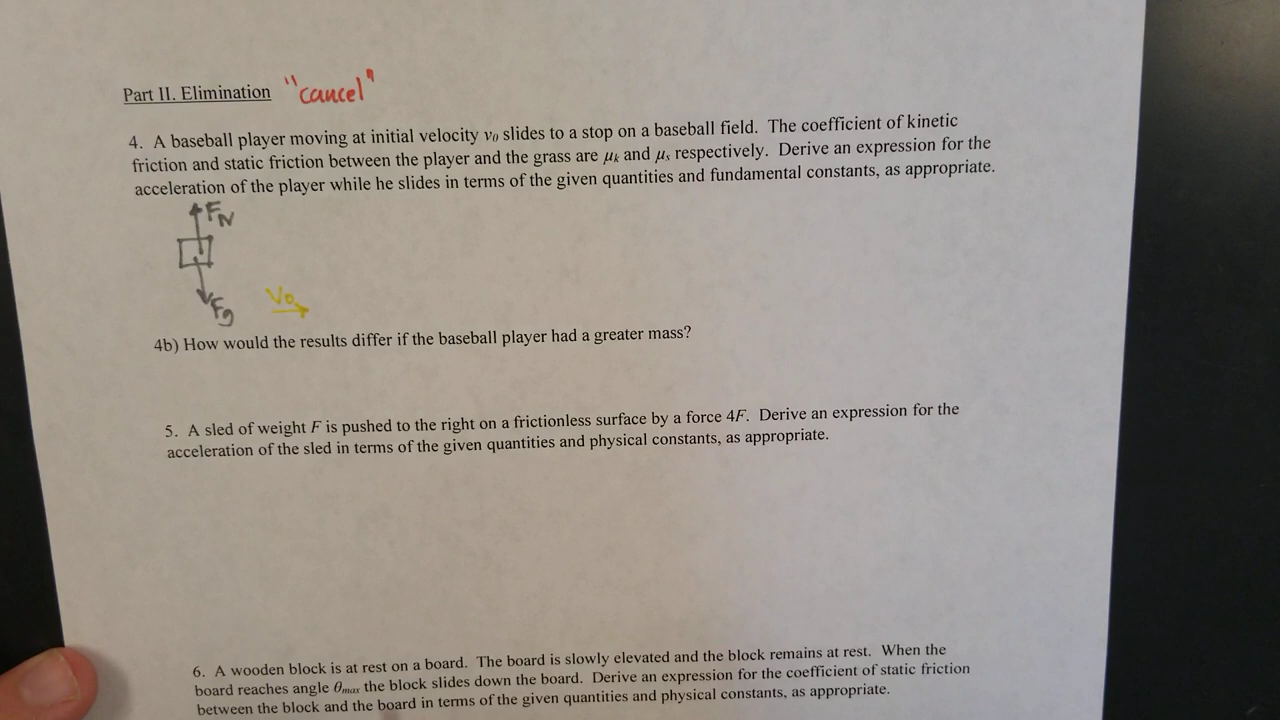 Part II. Elimination "cancel"
4. A baseball player moving at initial velocity v₀ slides to a stop on a baseball field. The coefficient of kinetic
friction and static friction between the player and the grass are μₖ and μₛ respectively. Derive an expression for the
acceleration of the player while he slides in terms of the given quantities and fundamental constants, as appropriate.
FN
Fg
Vo
4b) How would the results differ if the baseball player had a greater mass?
5. A sled of weight F is pushed to the right on a frictionless surface by a force 4F. Derive an expression for the
acceleration of the sled in terms of the given quantities and physical constants, as appropriate.
6. A wooden block is at rest on a board. The board is slowly elevated and the block remains at rest. When the
board reaches angle θmax the block slides down the board. Derive an expression for the coefficient of static friction
between the block and the board in terms of the given quantities and physical constants, as appropriate.